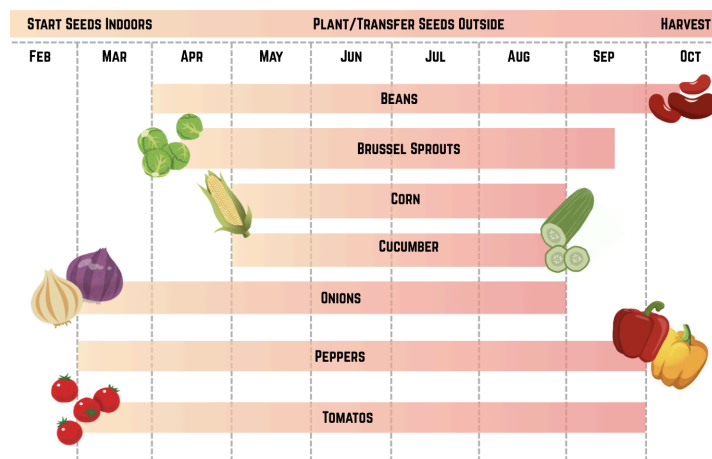 START SEEDS INDOORS PLANT/TRANSFER SEEDS OUTSIDE HARVEST
FEB MAR APR MAY JUN JUL AUG SEP OCT
BEANS
BRUSSEL SPROUTS
CORN
CUCUMBER
ONIONS
PEPPERS
TOMATOS